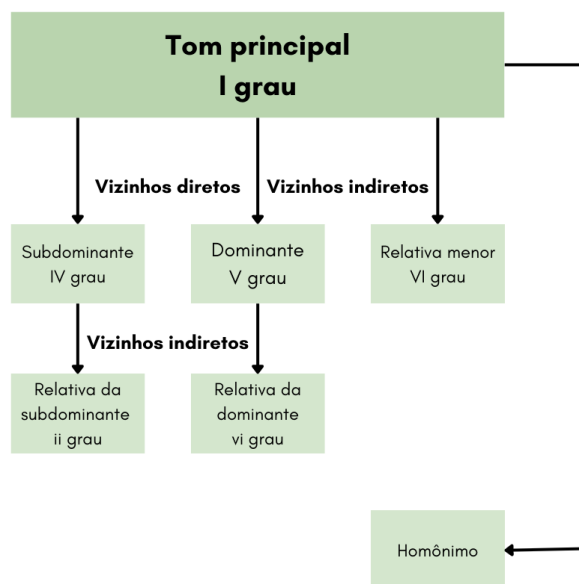 Tom principal
I grau
Vizinhos diretos
Vizinhos indiretos
Subdominante
IV grau
Dominante
V grau
Relativa menor
VI grau
Vizinhos indiretos
Relativa da
subdominante
ii grau
Relativa da
dominante
vi grau
Homônimo